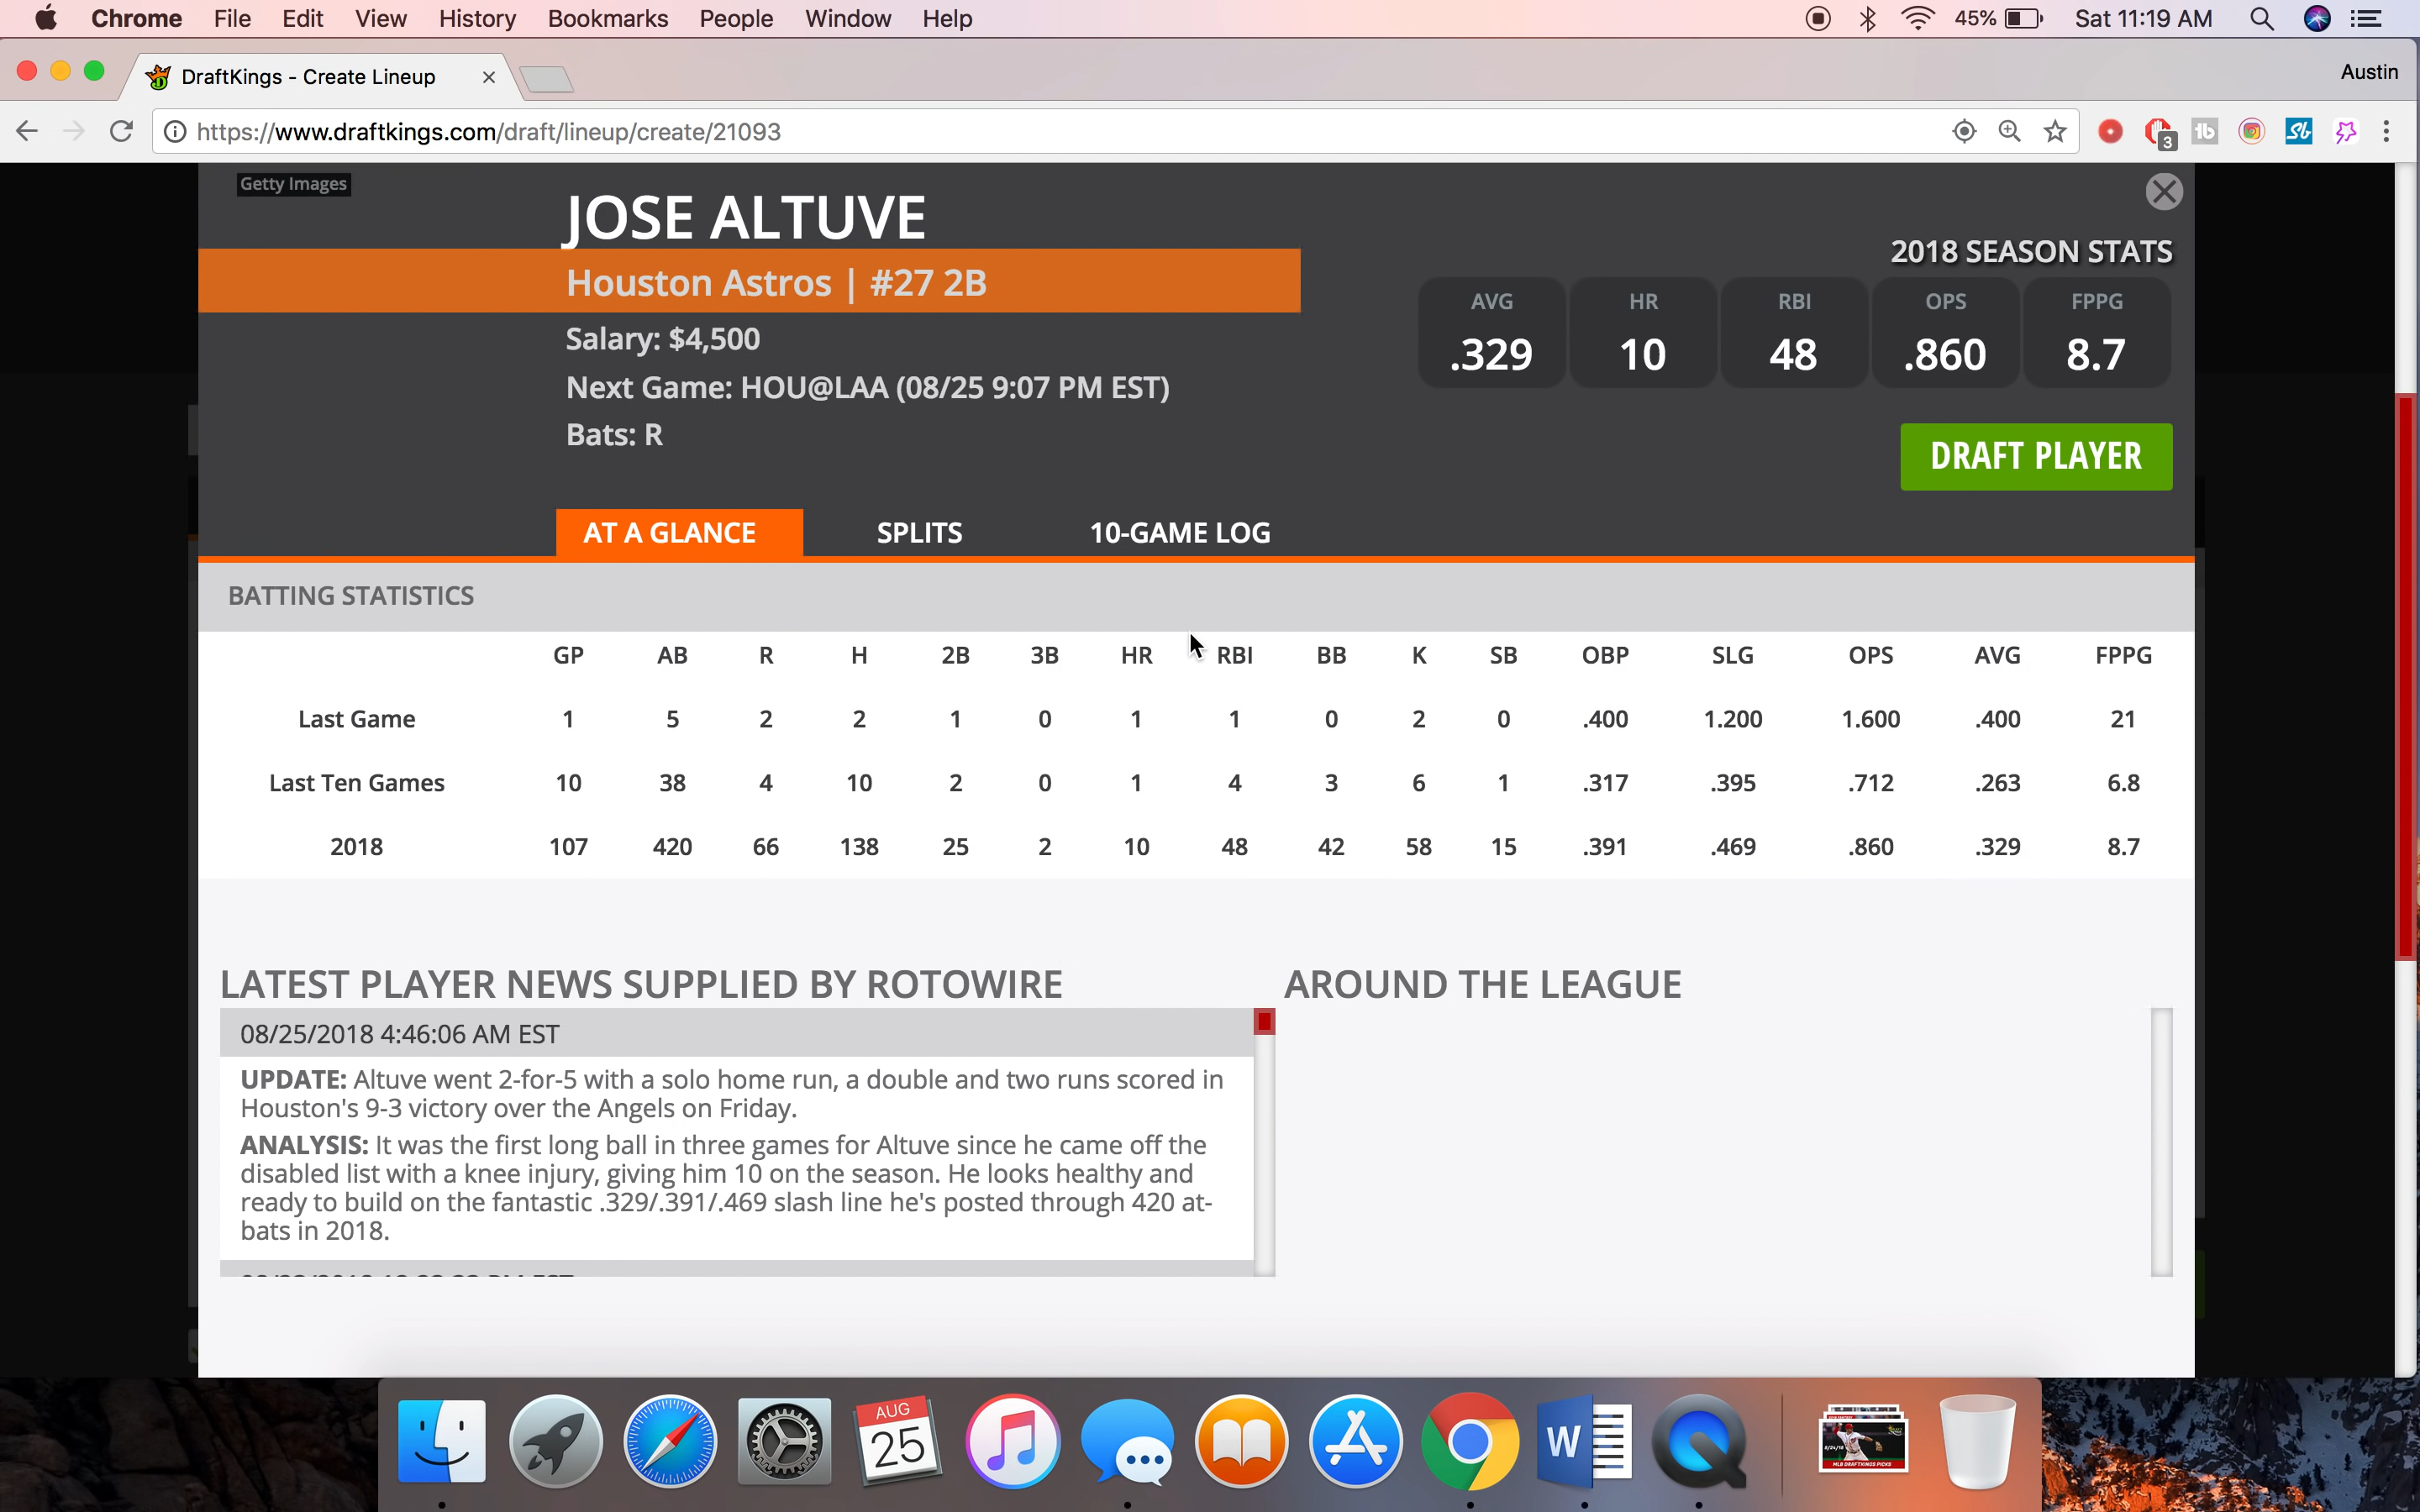 Chrome File Edit View History Bookmarks People Window Help 45% Sat 11:19 AM
DraftKings - Create Lineup Austin
https://www.draftkings.com/draft/lineup/create/21093 3 tb Sb
Getty Images
JOSE ALTUVE
Houston Astros | #27 2B
Salary: $4,500
Next Game: HOU@LAA (08/25 9:07 PM EST)
Bats: R
2018 SEASON STATS
AVG HR RBI OPS FPPG
.329 10 48 .860 8.7
DRAFT PLAYER
AT A GLANCE SPLITS 10-GAME LOG
BATTING STATISTICS
GP AB R H 2B 3B HR RBI BB K SB OBP SLG OPS AVG FPPG
Last Game 1 5 2 2 1 0 1 1 0 2 0 .400 1.200 1.600 .400 21
Last Ten Games 10 38 4 10 2 0 1 4 3 6 1 .317 .395 .712 .263 6.8
2018 107 420 66 138 25 2 10 48 42 58 15 .391 .469 .860 .329 8.7
LATEST PLAYER NEWS SUPPLIED BY ROTOWIRE
08/25/2018 4:46:06 AM EST
UPDATE: Altuve went 2-for-5 with a solo home run, a double and two runs scored in
Houston's 9-3 victory over the Angels on Friday.
ANALYSIS: It was the first long ball in three games for Altuve since he came off the
disabled list with a knee injury, giving him 10 on the season. He looks healthy and
ready to build on the fantastic .329/.391/.469 slash line he's posted through 420 at-
bats in 2018.
AROUND THE LEAGUE
AUG
25
W
MLB DRAFTKINGS PICKS